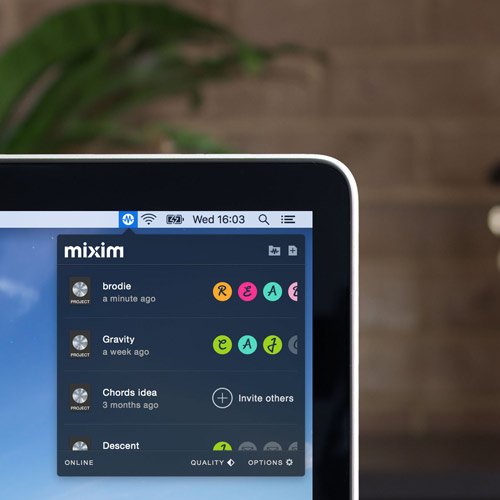 Wed 16:03
mixim
brodie
a minute ago
PROJECT
R E A
Gravity
a week ago
PROJECT
C A J
Chords idea
3 months ago
PROJECT
Invite others
Descent
J
ONLINE
QUALITY
OPTIONS